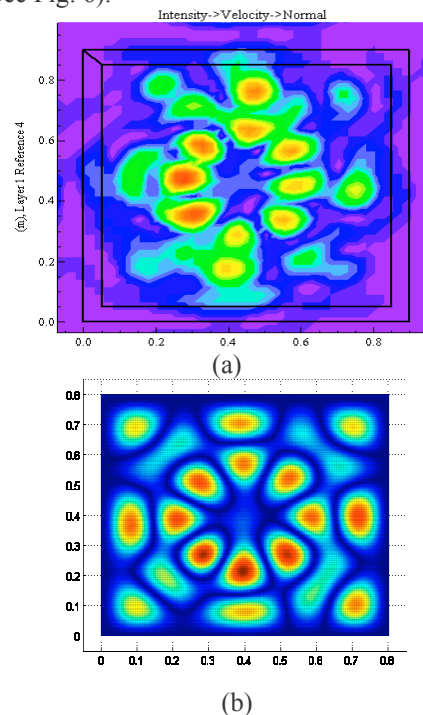 ee Fig. 6).
Intensity->Velocity->Normal
(m), Layer 1 Reference 4
0.8
0.6
0.4
0.2
0.0
0.0 0.2 0.4 0.6 0.8
(a)
0.8
0.7
0.6
0.5
0.4
0.3
0.2
0.1
0
0 0.1 0.2 0.3 0.4 0.5 0.6 0.7 0.8
(b)